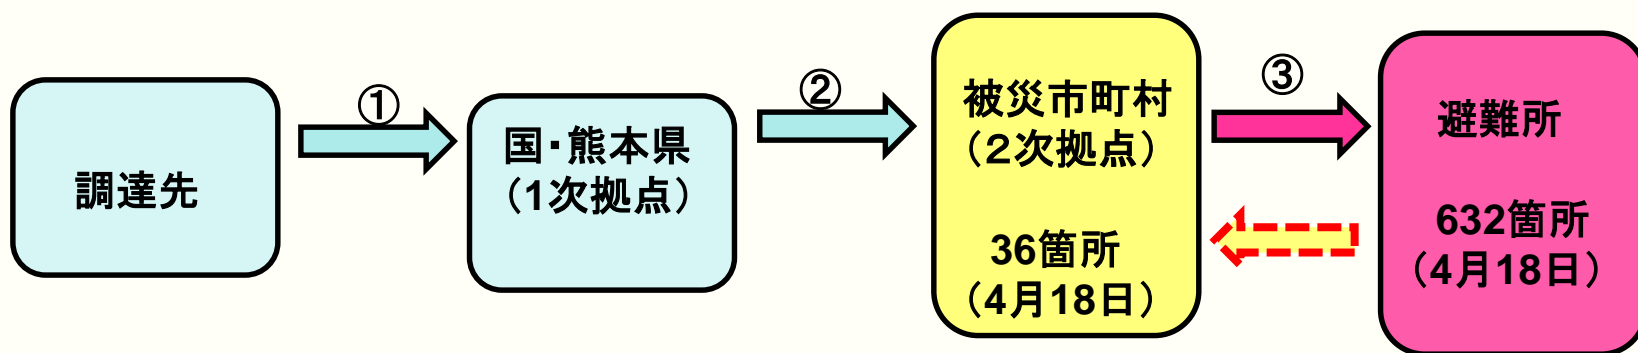 調達先
①
国・熊本県
（1次拠点）
②
被災市町村
（２次拠点）
36箇所
（4月18日）
③
避難所
632箇所
（4月18日）